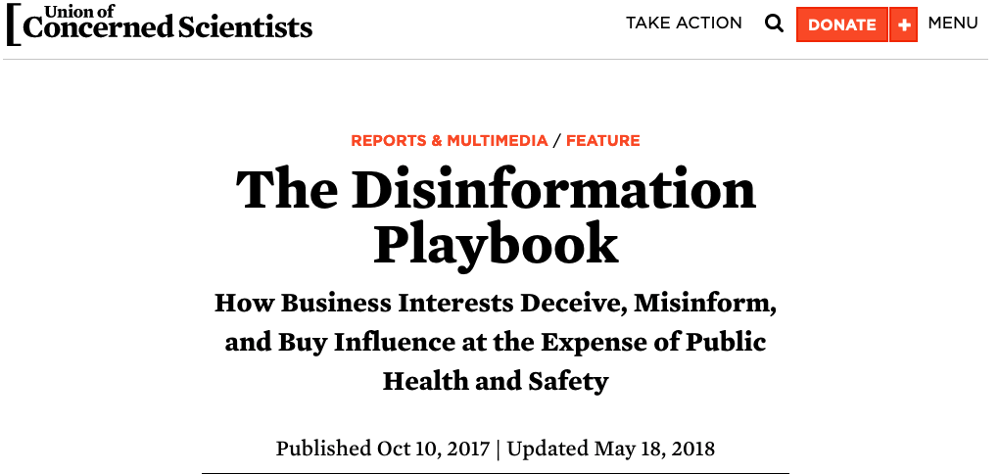 Union of
Concerned Scientists
TAKE ACTION
DONATE
+
MENU
REPORTS & MULTIMEDIA / FEATURE
The Disinformation
Playbook
How Business Interests Deceive, Misinform,
and Buy Influence at the Expense of Public
Health and Safety
Published Oct 10, 2017 | Updated May 18, 2018